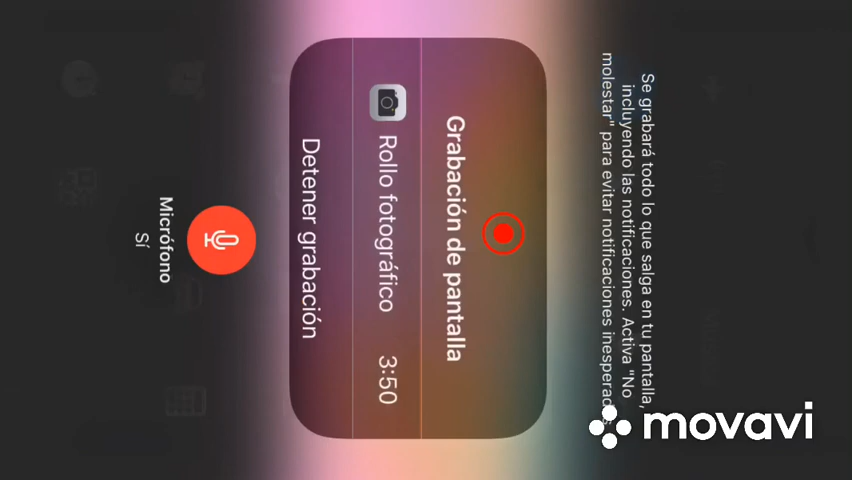 Se grabará todo lo que salga en tu pantalla,
incluyendo las notificaciones. Activa "No
molestar" para evitar notificaciones inesperadas.
Grabación de pantalla
Rollo fotográfico 3:50
Detener grabación
Micrófono
Sí
movavi